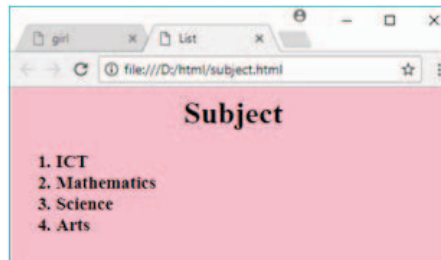 girl
List
file:///D:/html/subject.html
Subject
1. ICT
2. Mathematics
3. Science
4. Arts